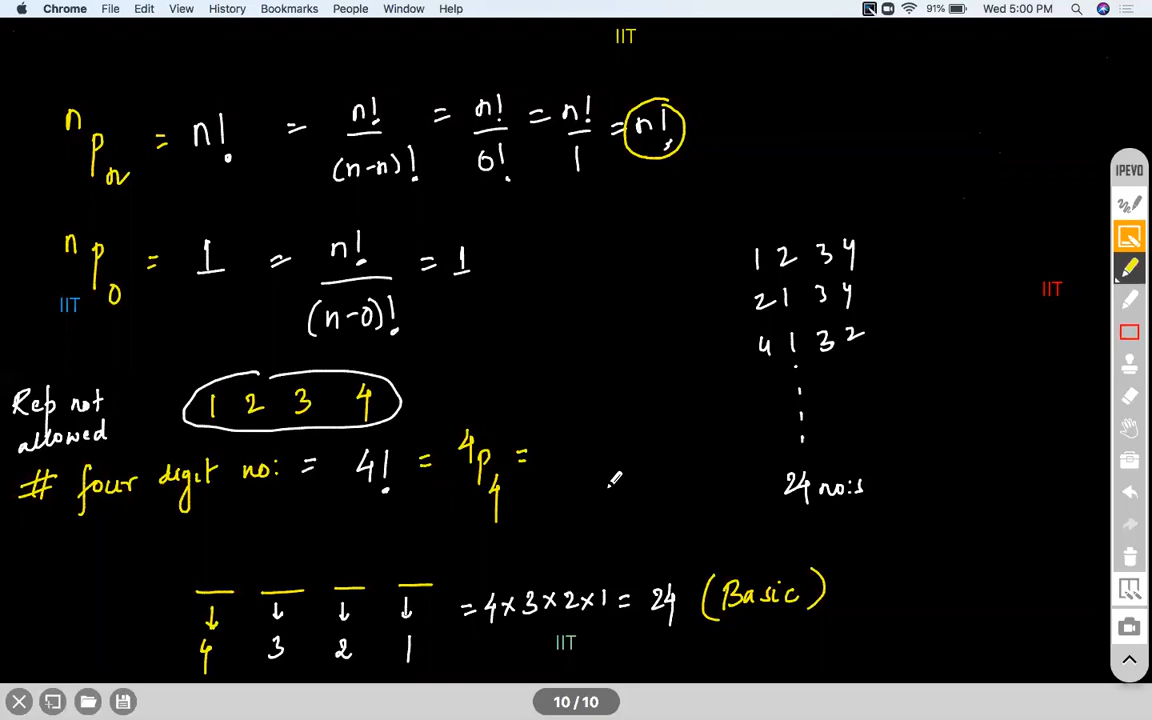 Chrome File Edit View History Bookmarks People Window Help 91% Wed 5:00 PM
IIT
nPn = n! = n!/(n-n)! = n!/0! = n!/1 = n!
IPEVO
nP0 = 1 = n!/(n-0)! = 1
1 2 3 4
2 1 3 4
4 1 3 2
IIT
IIT
Rep not allowed
1 2 3 4
# four digit no: = 4! = 4P4 =
24 no:s
= 4×3×2×1 = 24 (Basic)
4 3 2 1
IIT
10 / 10